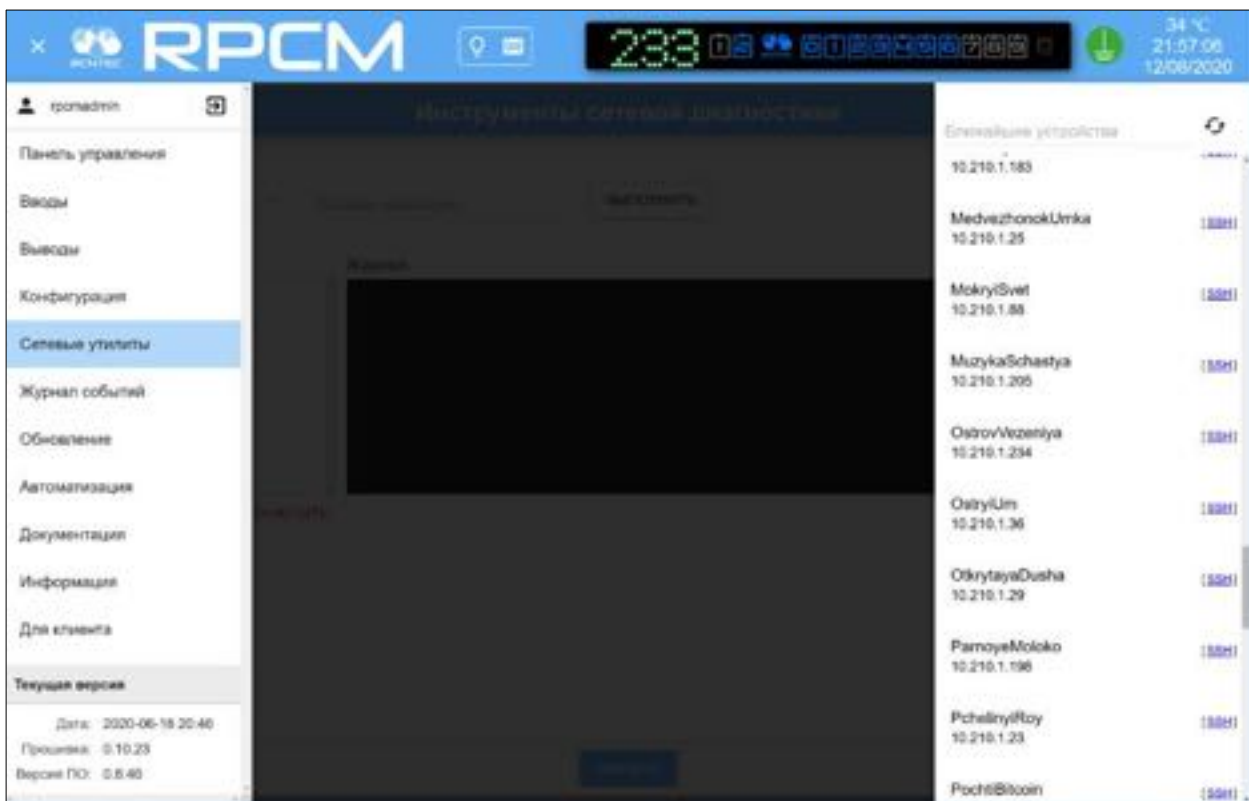 × RPCM
233
34 °C
21:57:06
12/08/2020
rpcmadmin
Панель управления
Вводы
Выводы
Конфигурация
Сетевые утилиты
Журнал событий
Обновление
Автоматизация
Документация
Информация
Для клиента
Текущая версия
Дата: 2020-06-18 20:46
Прошивка: 0.10.23
Версия ПО: 0.8.46
Инструменты сетевой диагностики
ВЫПОЛНИТЬ
Журнал
Ближайшие устройства
10.210.1.183
MedvezhonokUmka [SSH]
10.210.1.25
MokryiSvet [SSH]
10.210.1.88
MuzykaSchastya [SSH]
10.210.1.205
OstrovVezeniya [SSH]
10.210.1.234
OstryiUm [SSH]
10.210.1.36
OtkrytayaDusha [SSH]
10.210.1.29
ParnoyeMoloko [SSH]
10.210.1.198
PchelinyiRoy [SSH]
10.210.1.23
PochtiBitcoin [SSH]